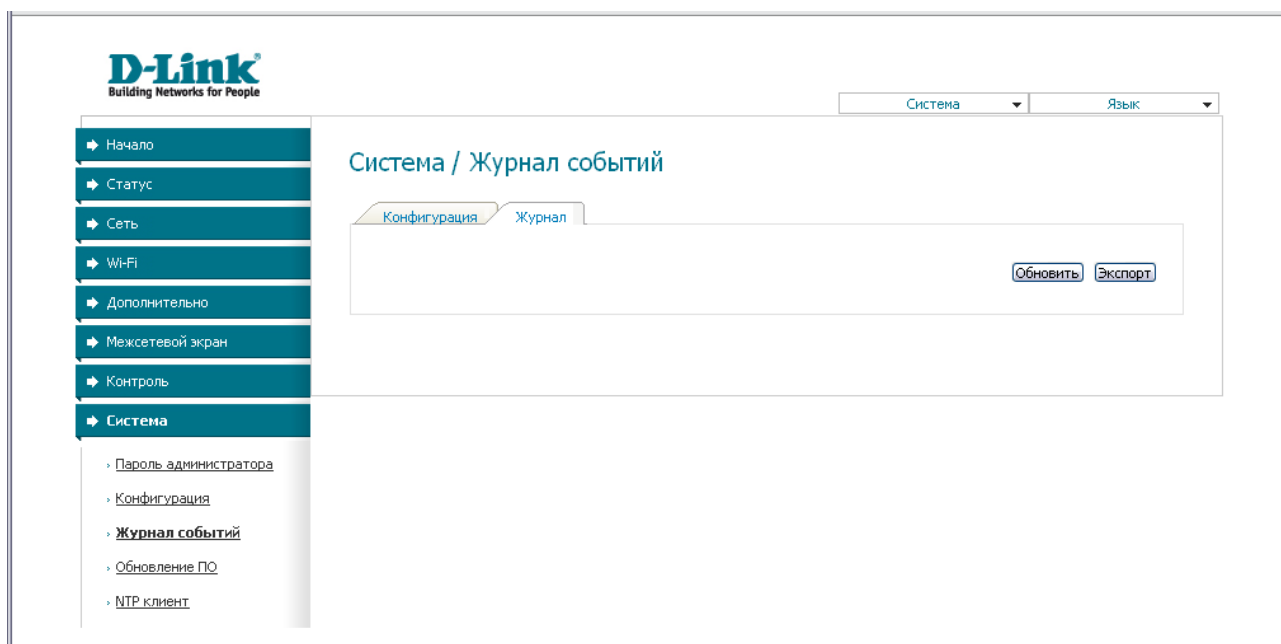 D-Link
Building Networks for People
Система Язык
Начало
Статус
Сеть
Wi-Fi
Дополнительно
Межсетевой экран
Контроль
Система
Пароль администратора
Конфигурация
Журнал событий
Обновление ПО
NTP клиент
Система / Журнал событий
Конфигурация Журнал
Обновить Экспорт